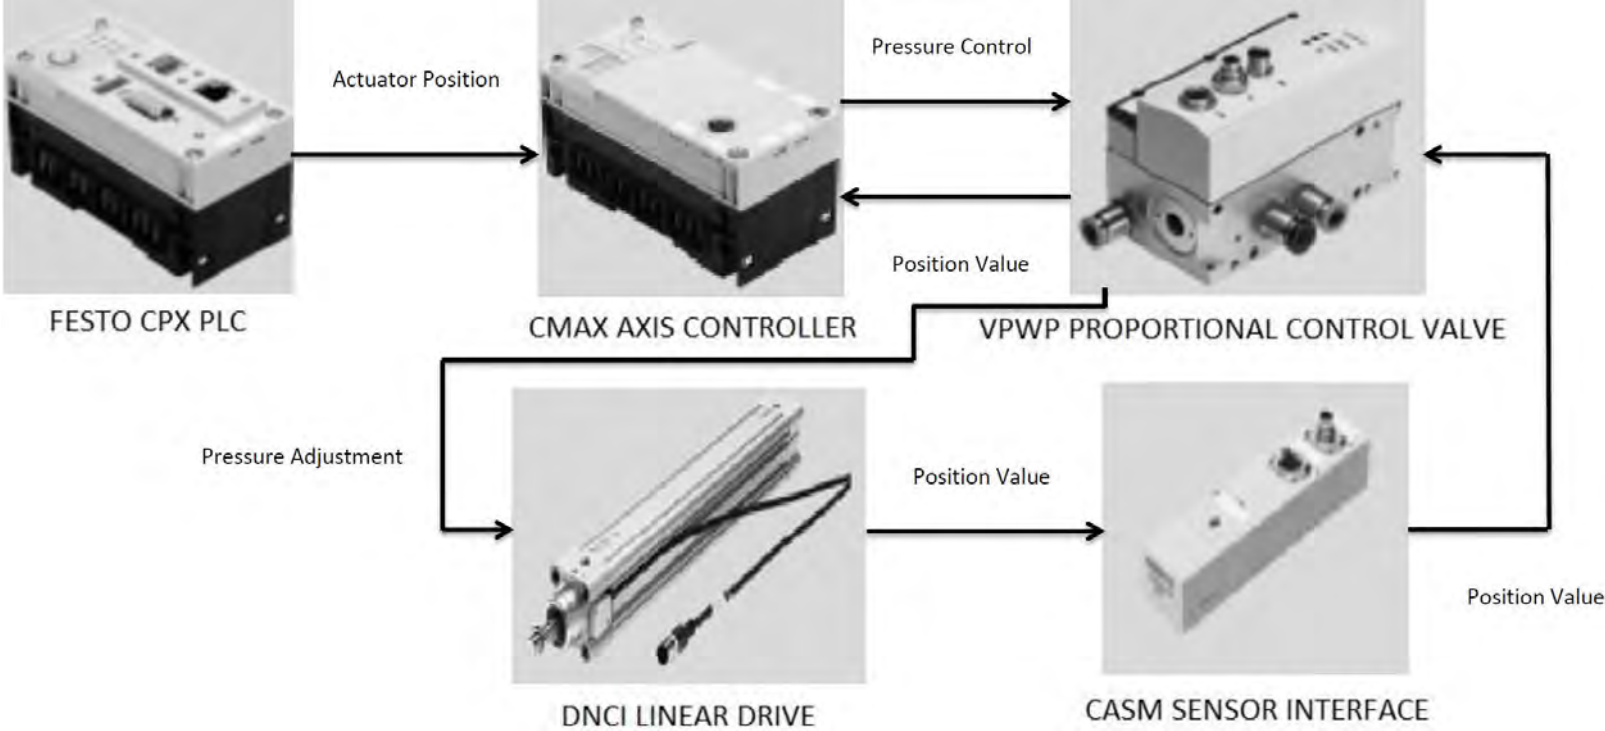 Actuator Position
Pressure Control
Position Value
FESTO CPX PLC
CMAX AXIS CONTROLLER
VPWP PROPORTIONAL CONTROL VALVE
Pressure Adjustment
Position Value
Position Value
DNCI LINEAR DRIVE
CASM SENSOR INTERFACE